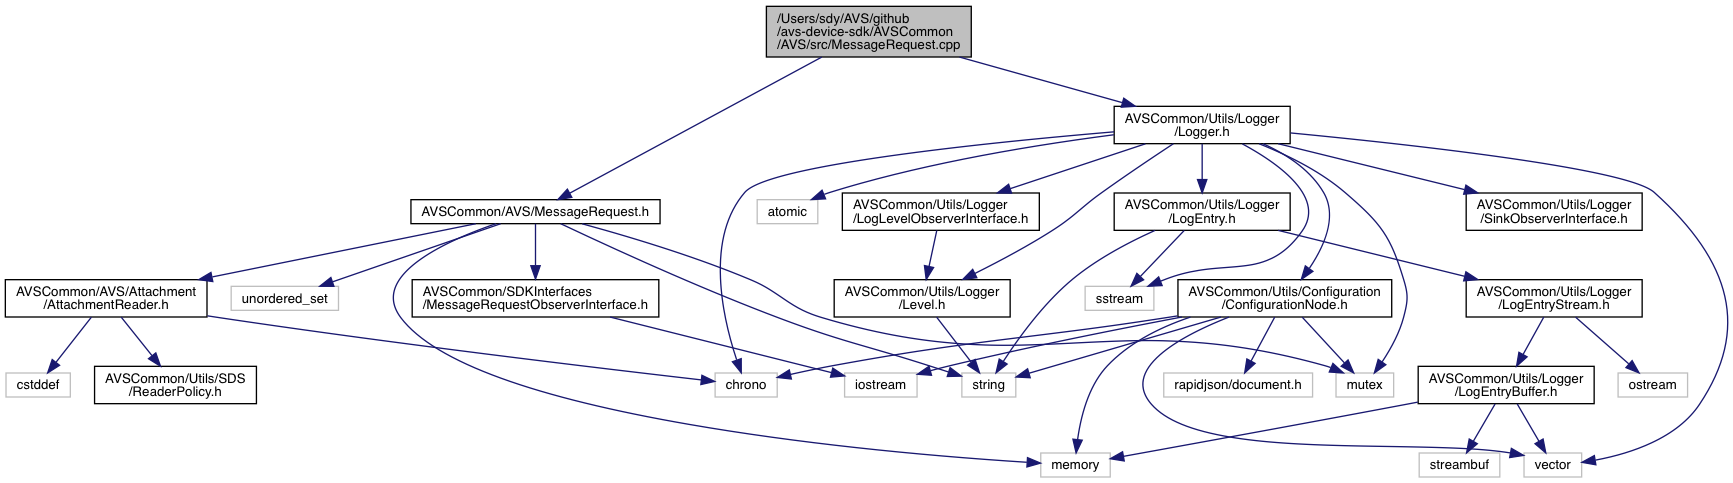 /Users/sdy/AVS/github
/avs-device-sdk/AVSCommon
/AVS/src/MessageRequest.cpp
AVSCommon/Utils/Logger
/Logger.h
AVSCommon/AVS/MessageRequest.h
atomic
AVSCommon/Utils/Logger
/LogLevelObserverInterface.h
AVSCommon/Utils/Logger
/LogEntry.h
AVSCommon/Utils/Logger
/SinkObserverInterface.h
AVSCommon/AVS/Attachment
/AttachmentReader.h
unordered_set
AVSCommon/SDKInterfaces
/MessageRequestObserverInterface.h
AVSCommon/Utils/Logger
/Level.h
sstream
AVSCommon/Utils/Configuration
/ConfigurationNode.h
AVSCommon/Utils/Logger
/LogEntryStream.h
cstddef
AVSCommon/Utils/SDS
/ReaderPolicy.h
chrono
iostream
string
rapidjson/document.h
mutex
AVSCommon/Utils/Logger
/LogEntryBuffer.h
ostream
memory
streambuf
vector